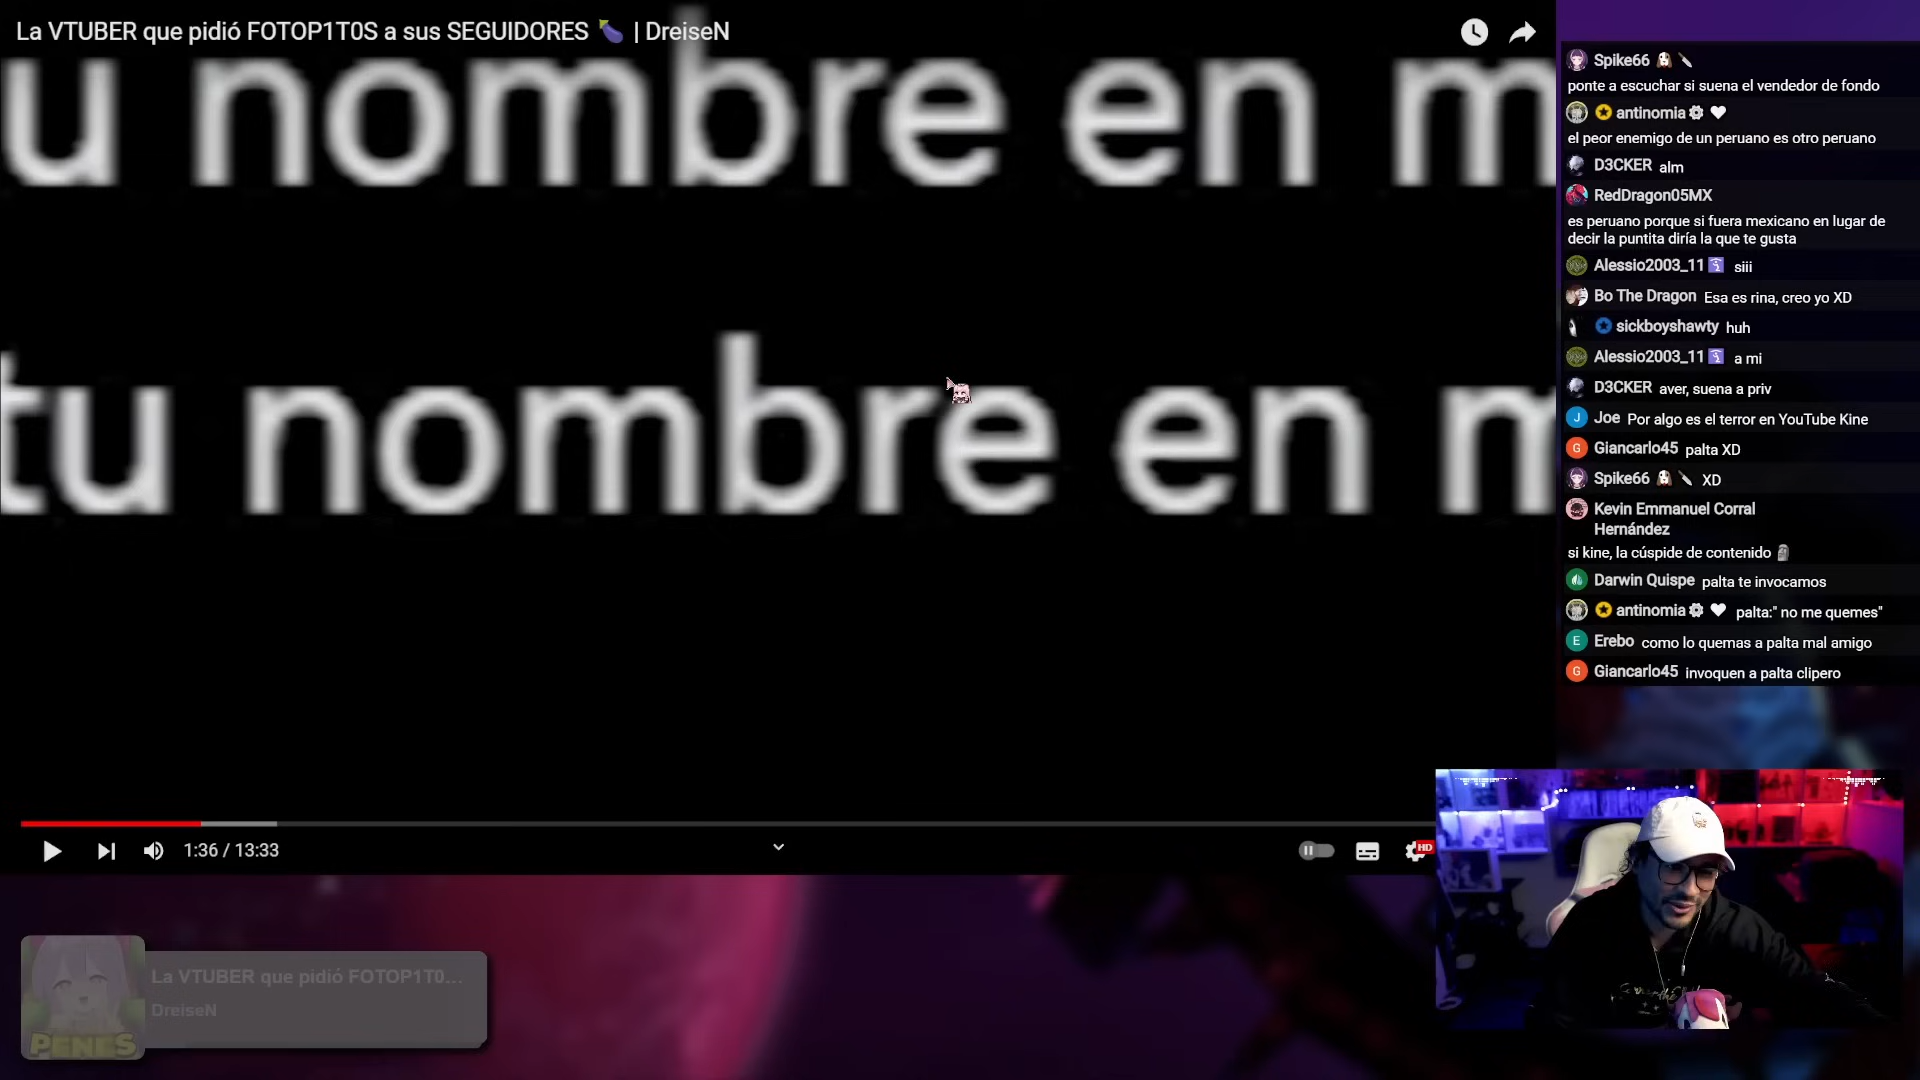 La VTUBER que pidió FOTOP1T0S a sus SEGUIDORES 🍆 | DreiseN
u nombre en m
tu nombre en m
1:36 / 13:33
HD
La VTUBER que pidió FOTOP1T0...
DreiseN
PENES
Spike66
ponte a escuchar si suena el vendedor de fondo
antinomia
el peor enemigo de un peruano es otro peruano
D3CKER alm
RedDragon05MX
es peruano porque si fuera mexicano en lugar de
decir la puntita diría la que te gusta
Alessio2003_11 siii
Bo The Dragon Esa es rina, creo yo XD
sickboyshawty huh
Alessio2003_11 a mi
D3CKER aver, suena a priv
J Joe Por algo es el terror en YouTube Kine
G Giancarlo45 palta XD
Spike66 XD
Kevin Emmanuel Corral
Hernández
si kine, la cúspide de contenido 🗿
Darwin Quispe palta te invocamos
antinomia palta:" no me quemes"
E Erebo como lo quemas a palta mal amigo
G Giancarlo45 invoquen a palta clipero